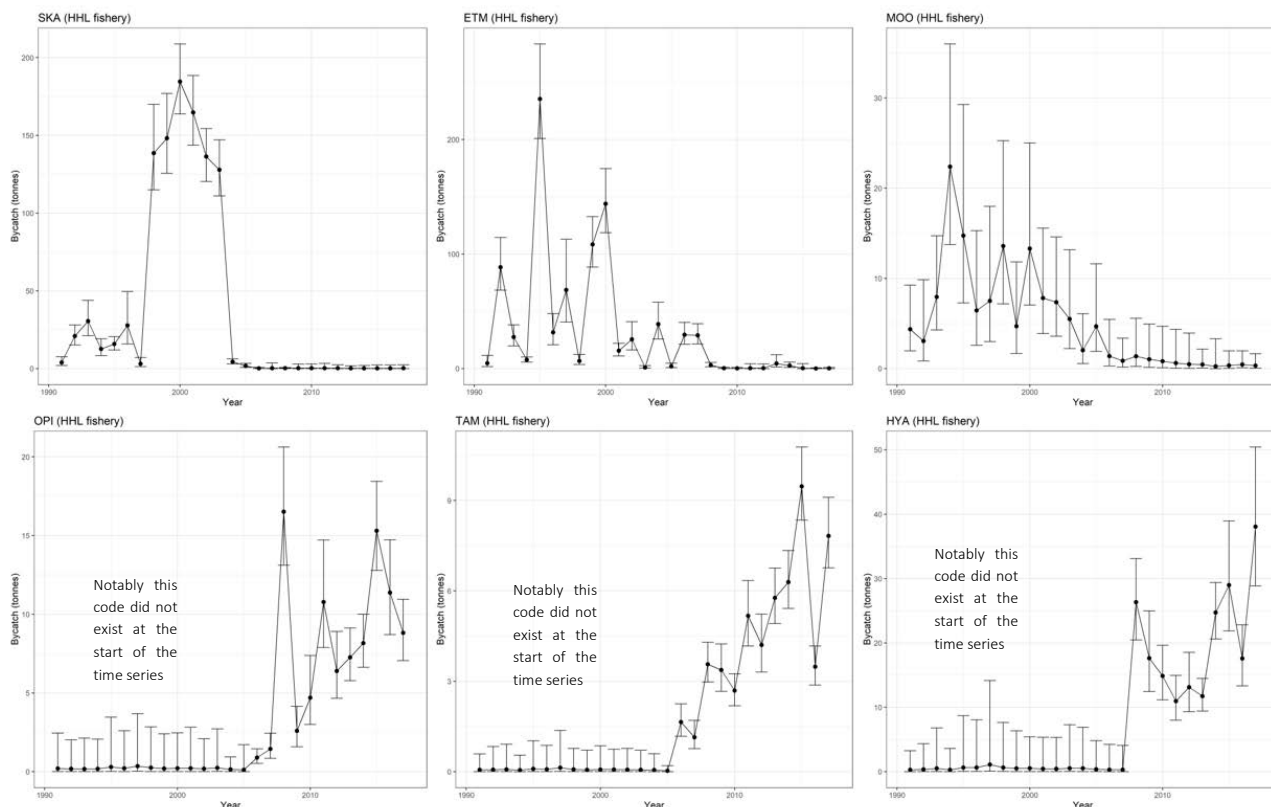 SKA (HHL fishery)
200
150
100
50
0
Bycatch (tonnes)
1990
2000
2010
Year
ETM (HHL fishery)
200
100
0
Bycatch (tonnes)
1990
2000
2010
Year
MOO (HHL fishery)
30
20
10
0
Bycatch (tonnes)
1990
2000
2010
Year
OPI (HHL fishery)
20
15
10
5
0
Bycatch (tonnes)
Notably this
code did not
exist at the
start of the
time series
1990
2000
2010
Year
TAM (HHL fishery)
9
6
3
0
Bycatch (tonnes)
Notably this
code did not
exist at the
start of the
time series
1990
2000
2010
Year
HYA (HHL fishery)
50
40
30
20
10
0
Bycatch (tonnes)
Notably this
code did not
exist at the
start of the
time series
1990
2000
2010
Year